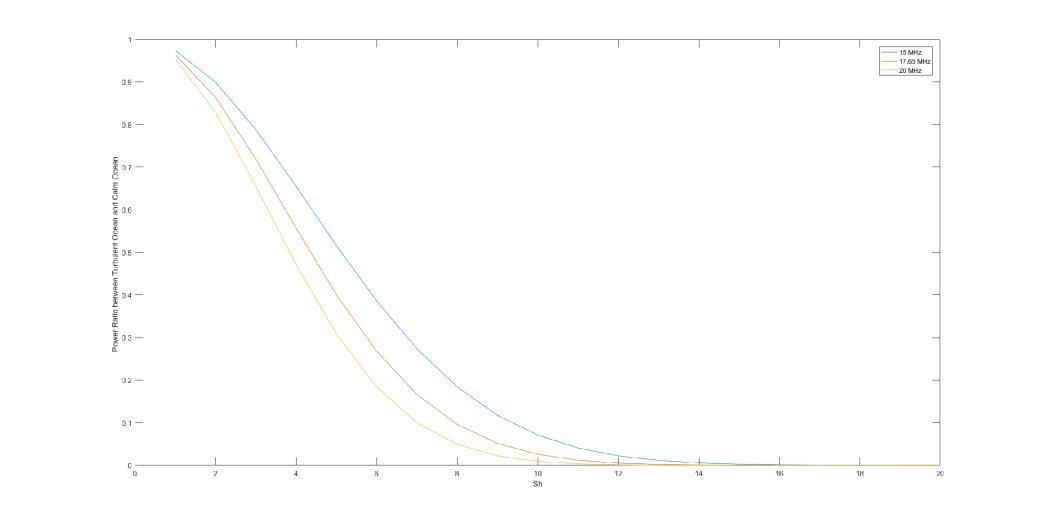 1
0.9
0.8
0.7
0.6
0.5
0.4
0.3
0.2
0.1
0
0 2 4 6 8 10 12 14 16 18 20
Sh
Power Ratio between Turbulent Ocean and Calm Ocean
15 MHz
17.65 MHz
20 MHz